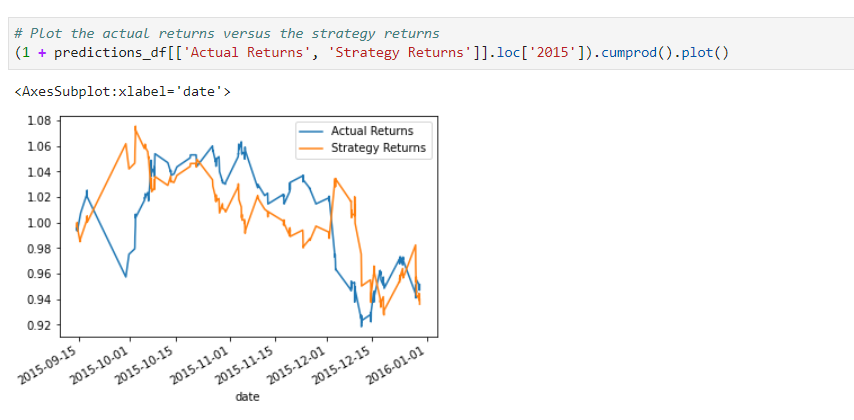 # Plot the actual returns versus the strategy returns
(1 + predictions_df[['Actual Returns', 'Strategy Returns']].loc['2015']).cumprod().plot()
<AxesSubplot:xlabel='date'>
1.08
1.06
1.04
1.02
1.00
0.98
0.96
0.94
0.92
Actual Returns
Strategy Returns
2015-09-15
2015-10-01
2015-10-15
2015-11-01
2015-11-15
2015-12-01
2015-12-15
2016-01-01
date